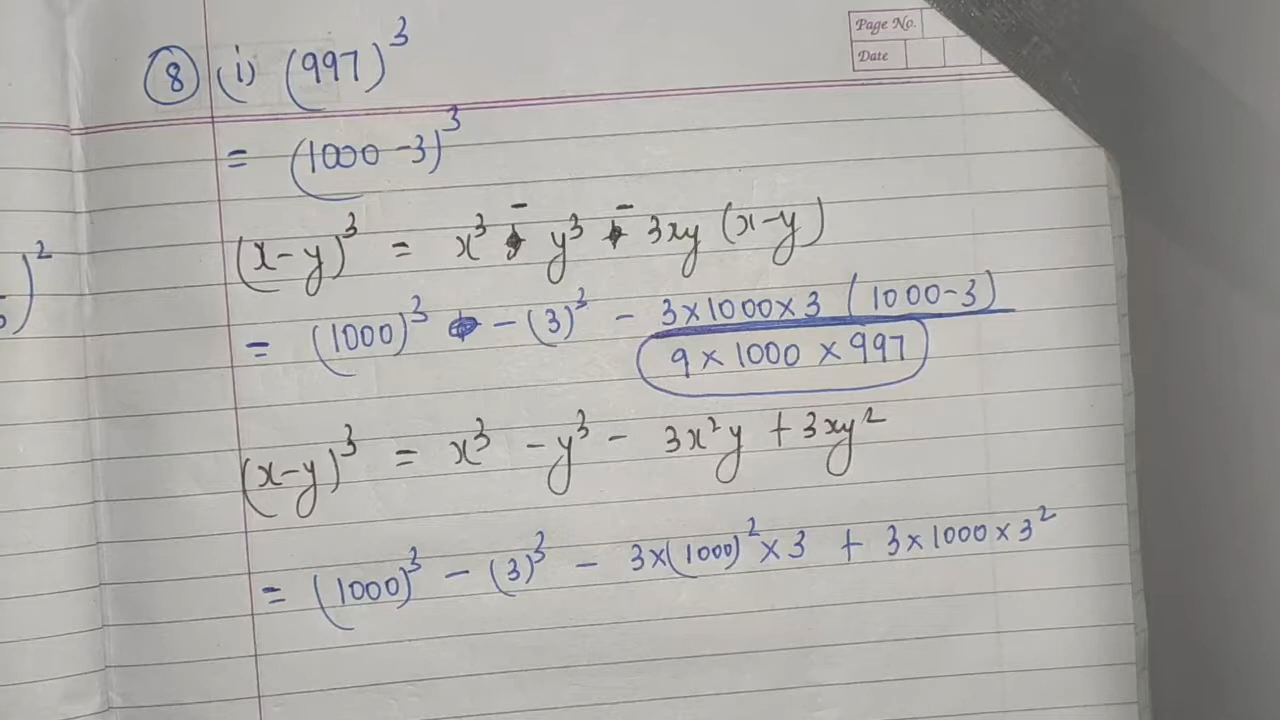 Page No.
Date
8 (i) (997)³
= (1000 - 3)³
(x - y)³ = x³ - y³ - 3xy (x - y)
= (1000)³ - (3)³ - 3 × 1000 × 3 (1000 - 3)
9 × 1000 × 997
)²
(x - y)³ = x³ - y³ - 3x²y + 3xy²
= (1000)³ - (3)³ - 3 × (1000)² × 3 + 3 × 1000 × 3²